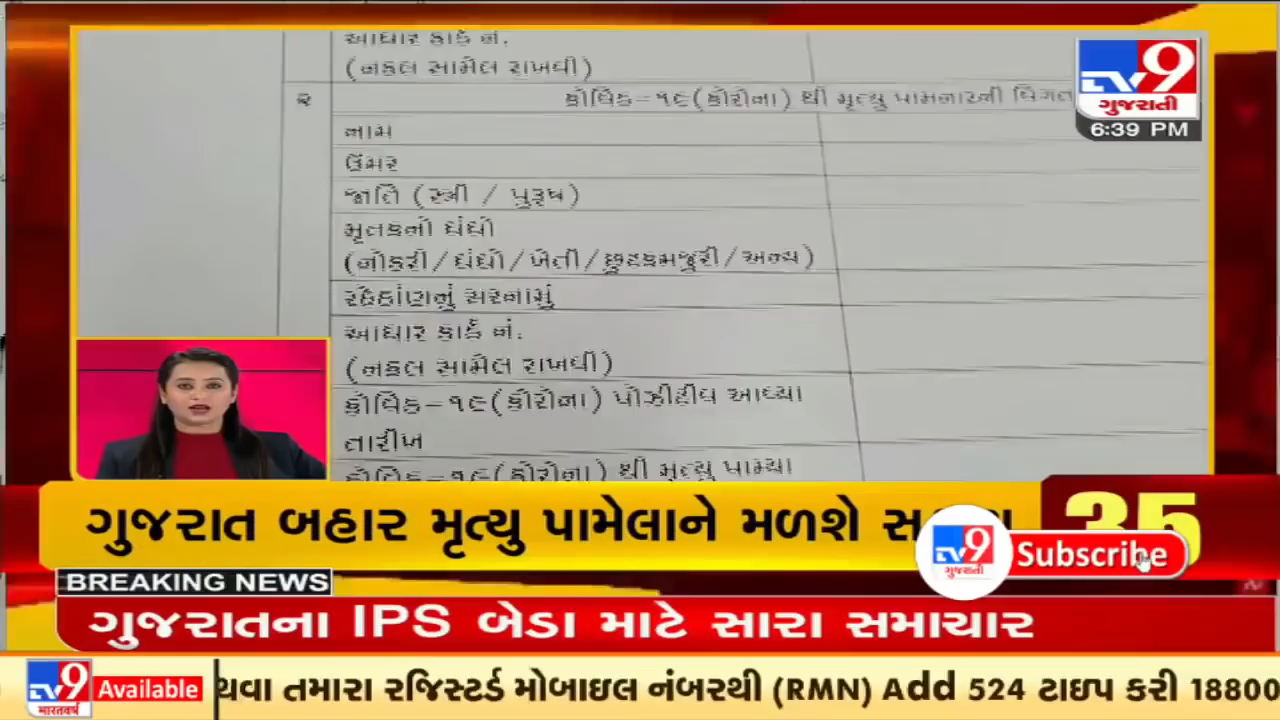 આધાર કાર્ડ નં.
(નકલ સામેલ રાખવી)
૨ કોવિડ-૧૯(કોરોના) થી મૃત્યુ પામનારની વિગત
નામ
ઉંમર
જાતિ (સ્ત્રી / પુરૂષ)
મૃતકનો ધંધો
(નોકરી/ધંધો/ખેતી/છુટકમજુરી/અન્ય)
રહેઠાંણનું સરનામું
આધાર કાર્ડ નં.
(નકલ સામેલ રાખવી)
કોવિડ-૧૯(કોરોના) પોઝીટીવ આવ્યા
તારીખ
કોવિડ-૧૯(કોરોના) થી મૃત્યુ પામ્યા
TV9
ગુજરાતી
6:39 PM
ગુજરાત બહાર મૃત્યુ પામેલાને મળશે
35
TV9
ગુજરાતી
Subscribe
BREAKING NEWS
ગુજરાતના IPS બેડા માટે સારા સમાચાર
TV9
भारतवर्ष
Available
થવા તમારા રજિસ્ટર્ડ મોબાઇલ નંબરથી (RMN) Add 524 ટાઇપ કરી 18800